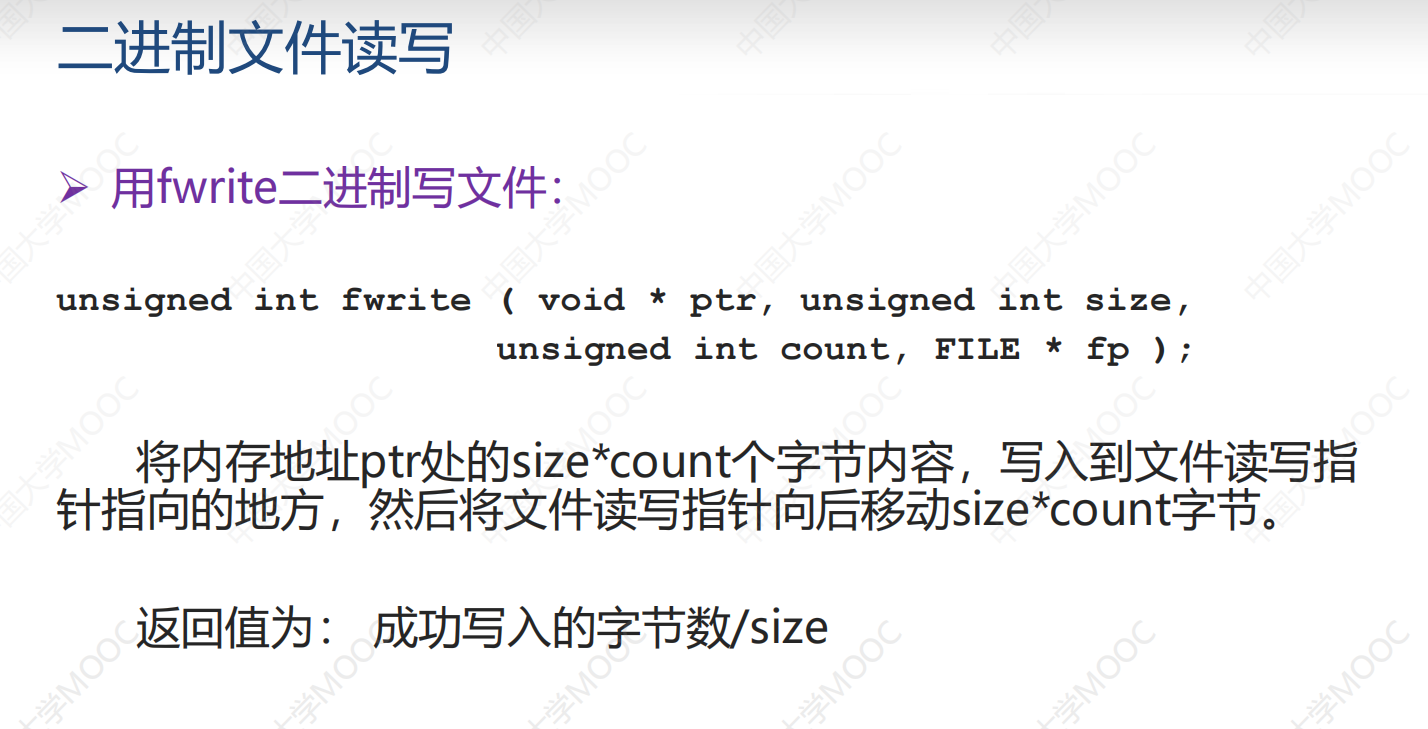 二进制文件读写
用fwrite二进制写文件：
unsigned int fwrite ( void * ptr, unsigned int size,
unsigned int count, FILE * fp );
将内存地址ptr处的size*count个字节内容，写入到文件读写指
针指向的地方，然后将文件读写指针向后移动size*count字节。
返回值为： 成功写入的字节数/size
中国大学MOOC